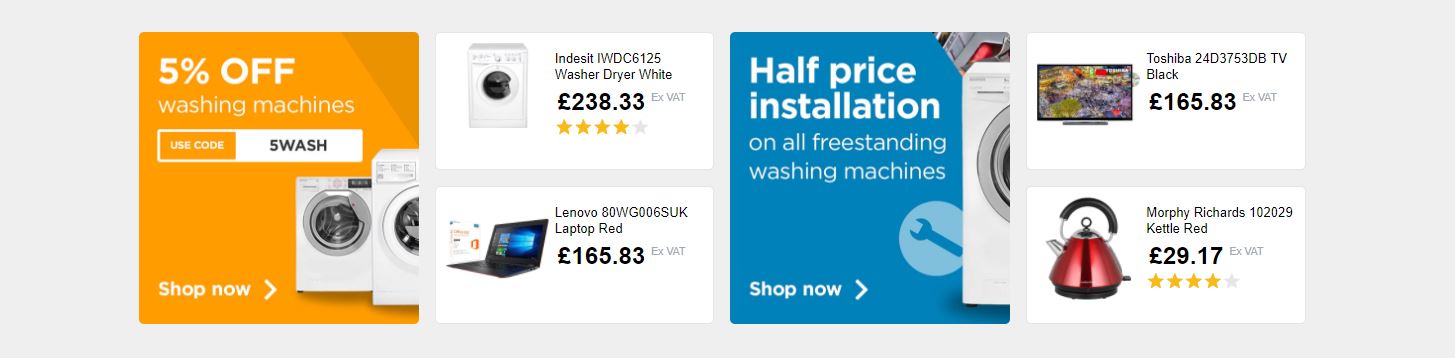 5% OFF
washing machines
USE CODE 5WASH
Shop now
Indesit IWDC6125
Washer Dryer White
£238.33 Ex VAT
Lenovo 80WG006SUK
Laptop Red
£165.83 Ex VAT
Half price
installation
on all freestanding
washing machines
Shop now
Toshiba 24D3753DB TV
Black
£165.83 Ex VAT
TOSHIBA
Morphy Richards 102029
Kettle Red
£29.17 Ex VAT